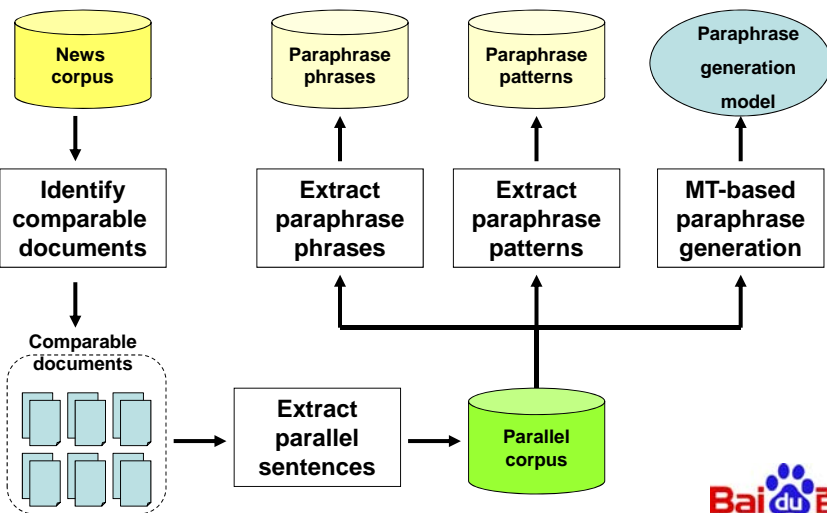 News
corpus
Paraphrase
phrases
Paraphrase
patterns
Paraphrase
generation
model
Identify
comparable
documents
Extract
paraphrase
phrases
Extract
paraphrase
patterns
MT-based
paraphrase
generation
Comparable
documents
Extract
parallel
sentences
Parallel
corpus
Bai du